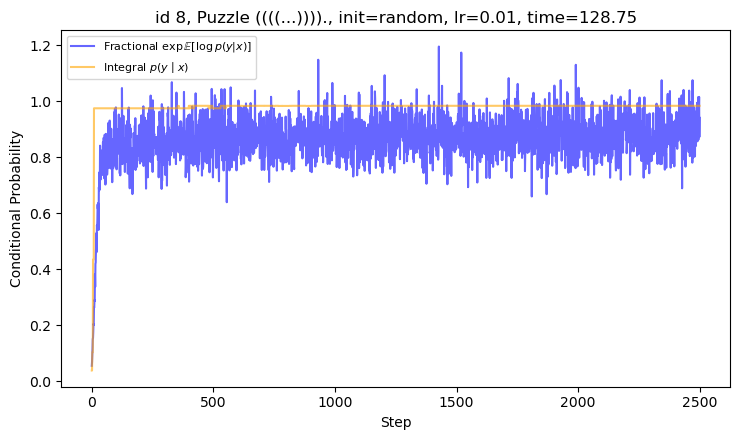 id 8, Puzzle ((((...))))., init=random, lr=0.01, time=128.75
Fractional exp 𝔼[log p(y|x)]
Integral p(y | x)
Conditional Probability
1.2
1.0
0.8
0.6
0.4
0.2
0.0
0
500
1000
1500
2000
2500
Step